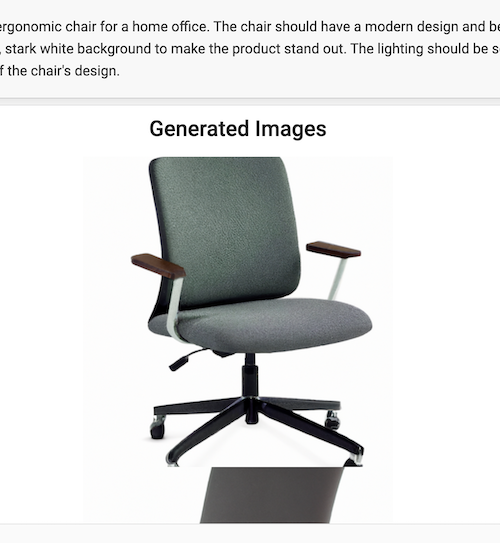 ergonomic chair for a home office. The chair should have a modern design and be
, stark white background to make the product stand out. The lighting should be s
f the chair's design.
Generated Images